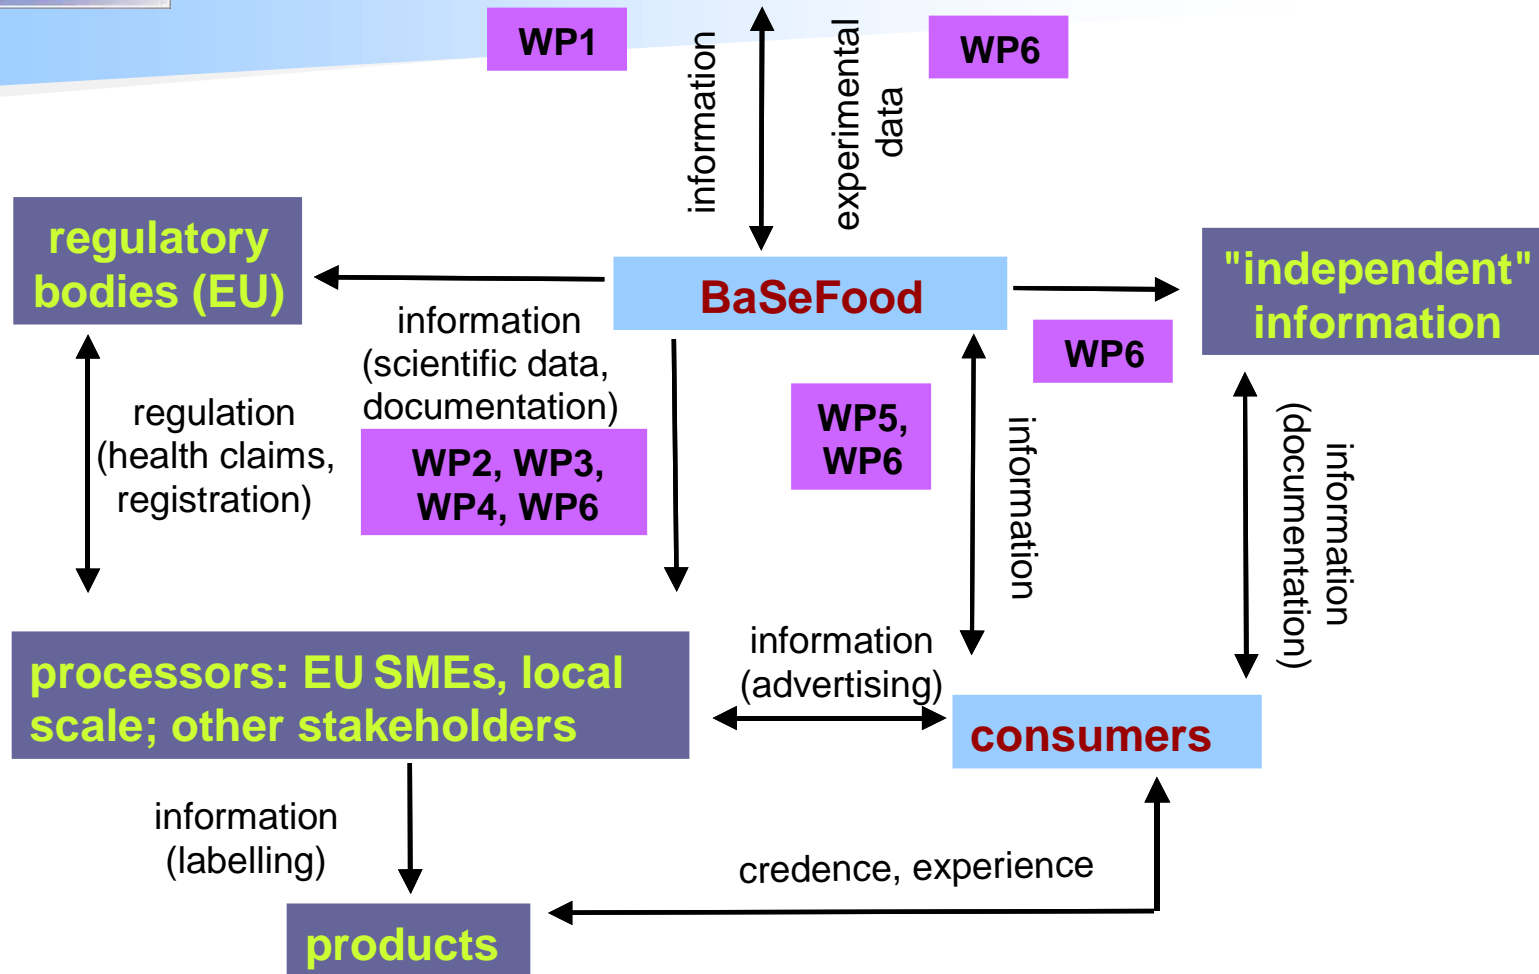 WP1
information
experimental
data
WP6
regulatory
bodies (EU)
BaSeFood
"independent"
information
information
(scientific data,
documentation)
WP6
regulation
(health claims,
registration)
WP2, WP3,
WP4, WP6
WP5,
WP6
information
information
(documentation)
processors: EU SMEs, local
scale; other stakeholders
information
(advertising)
consumers
information
(labelling)
credence, experience
products